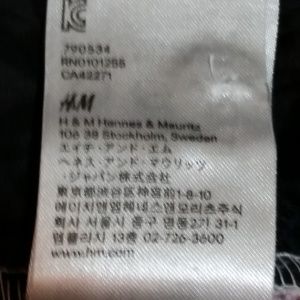 790534
RN0101255
CA42271
H&M
H & M Hennes & Mauritz
106 38 Stockholm, Sweden
エイチ・アンド・エム
ヘネス・アンド・マウリッツ
・ジャパン株式会社
東京都渋谷区神宮前1-8-10
에이치앤엠헤네스앤모리츠주식
회사 서울시 중구 명동2가 31-1
엠플라자 13층 02-726-3600
www.hm.com